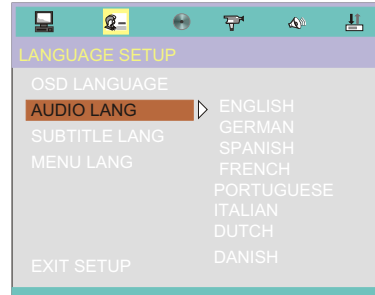 LANGUAGE SETUP
OSD LANGUAGE
AUDIO LANG
SUBTITLE LANG
MENU LANG
EXIT SETUP
ENGLISH
GERMAN
SPANISH
FRENCH
PORTUGUESE
ITALIAN
DUTCH
DANISH